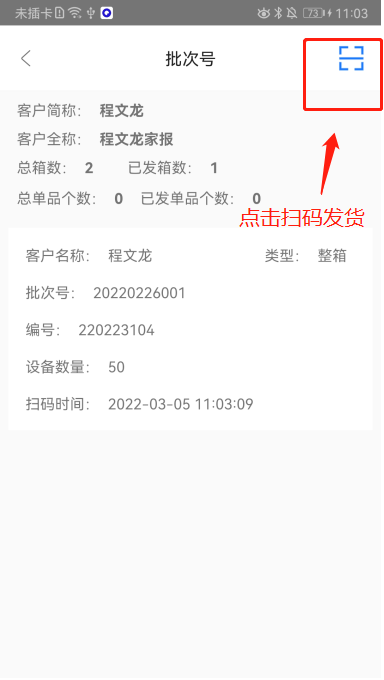 未插卡 73 11:03
批次号
客户简称： 程文龙
客户全称： 程文龙家报
总箱数： 2 已发箱数： 1
总单品个数： 0 已发单品个数： 0
点击扫码发货
客户名称： 程文龙 类型： 整箱
批次号： 20220226001
编号： 220223104
设备数量： 50
扫码时间： 2022-03-05 11:03:09